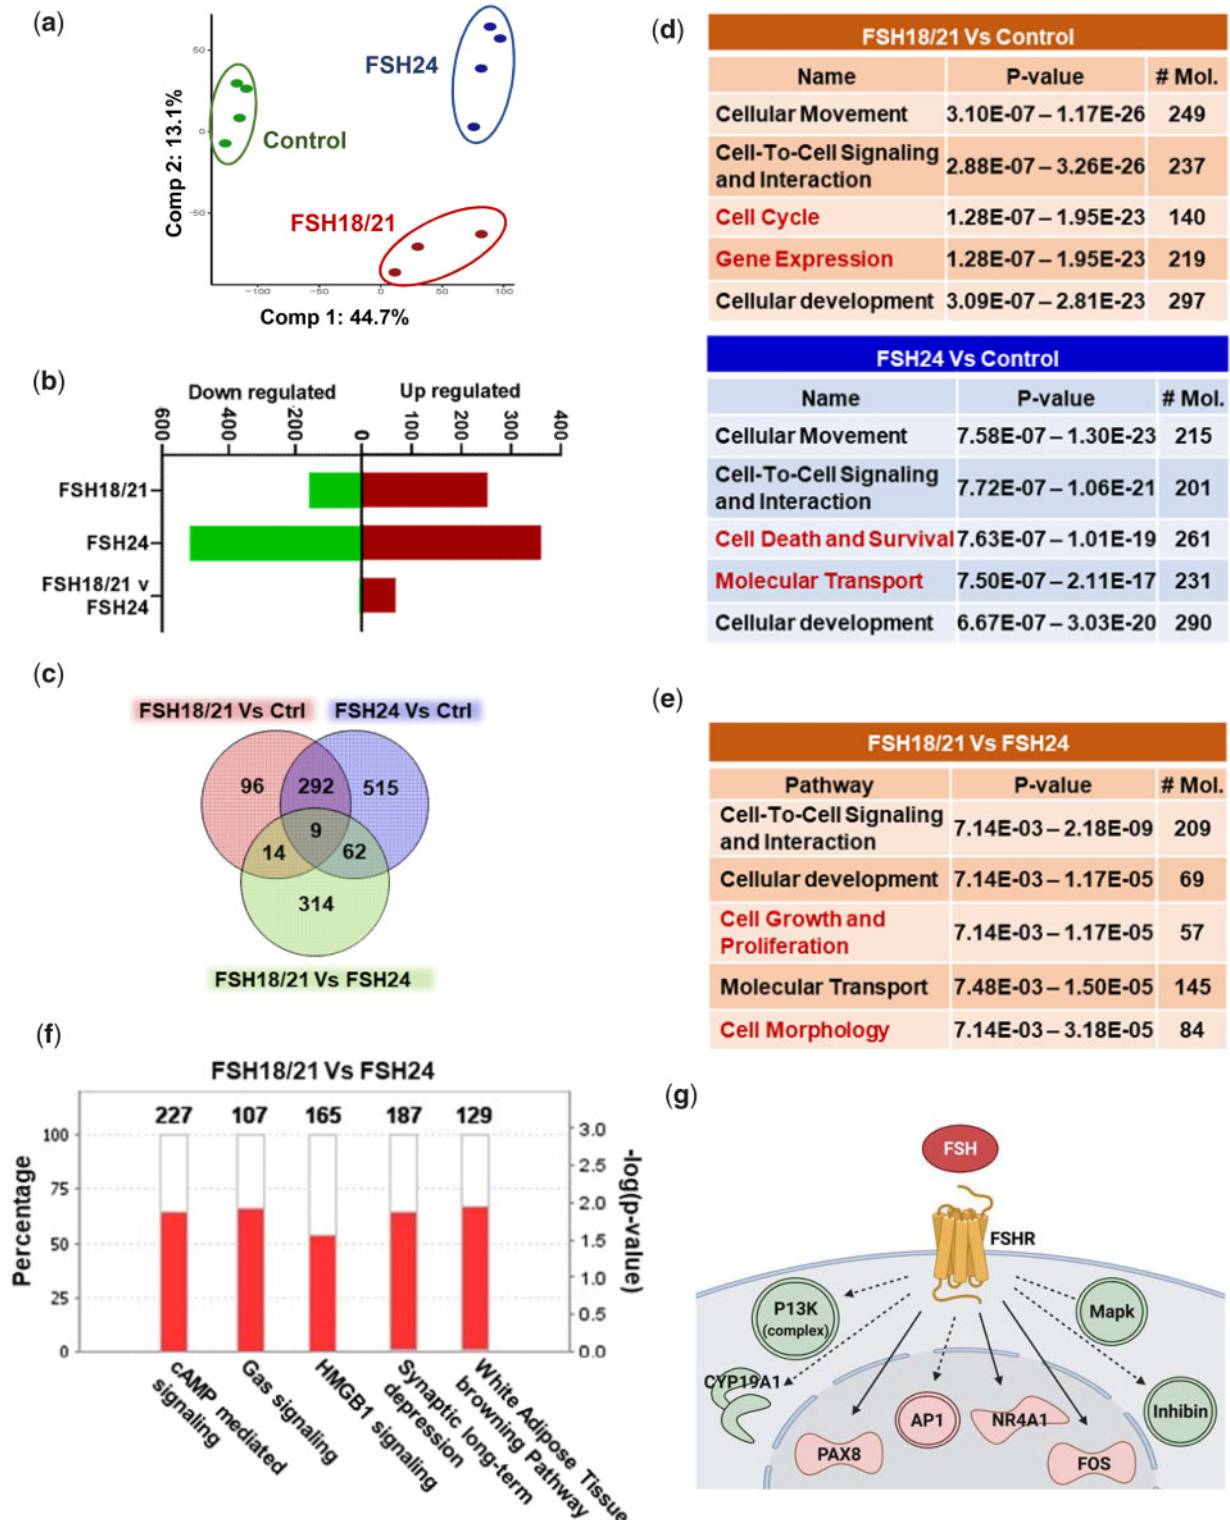 (a)
50
0
-50
-100
-50
0
50
100
Comp 2: 13.1%
Comp 1: 44.7%
Control
FSH24
FSH18/21
(b)
Down regulated
Up regulated
600
400
200
0
100
200
300
400
FSH18/21
FSH24
FSH18/21 v
FSH24
(c)
FSH18/21 Vs Ctrl
FSH24 Vs Ctrl
96
292
515
9
14
62
314
FSH18/21 Vs FSH24
(d)
FSH18/21 Vs Control
Name P-value # Mol.
Cellular Movement 3.10E-07 – 1.17E-26 249
Cell-To-Cell Signaling
and Interaction 2.88E-07 – 3.26E-26 237
Cell Cycle 1.28E-07 – 1.95E-23 140
Gene Expression 1.28E-07 – 1.95E-23 219
Cellular development 3.09E-07 – 2.81E-23 297
FSH24 Vs Control
Name P-value # Mol.
Cellular Movement 7.58E-07 – 1.30E-23 215
Cell-To-Cell Signaling
and Interaction 7.72E-07 – 1.06E-21 201
Cell Death and Survival 7.63E-07 – 1.01E-19 261
Molecular Transport 7.50E-07 – 2.11E-17 231
Cellular development 6.67E-07 – 3.03E-20 290
(e)
FSH18/21 Vs FSH24
Pathway P-value # Mol.
Cell-To-Cell Signaling
and Interaction 7.14E-03 – 2.18E-09 209
Cellular development 7.14E-03 – 1.17E-05 69
Cell Growth and
Proliferation 7.14E-03 – 1.17E-05 57
Molecular Transport 7.48E-03 – 1.50E-05 145
Cell Morphology 7.14E-03 – 3.18E-05 84
(f)
FSH18/21 Vs FSH24
227 107 165 187 129
Percentage
100
75
50
25
0
-log(p-value)
3.0
2.5
2.0
1.5
1.0
0.5
0.0
cAMP mediated
signaling
Gas signaling
HMGB1 signaling
Synaptic long-term
depression
White Adipose Tissue
browning Pathway
(g)
FSH
FSHR
P13K
(complex)
Mapk
CYP19A1
Inhibin
AP1
NR4A1
PAX8
FOS